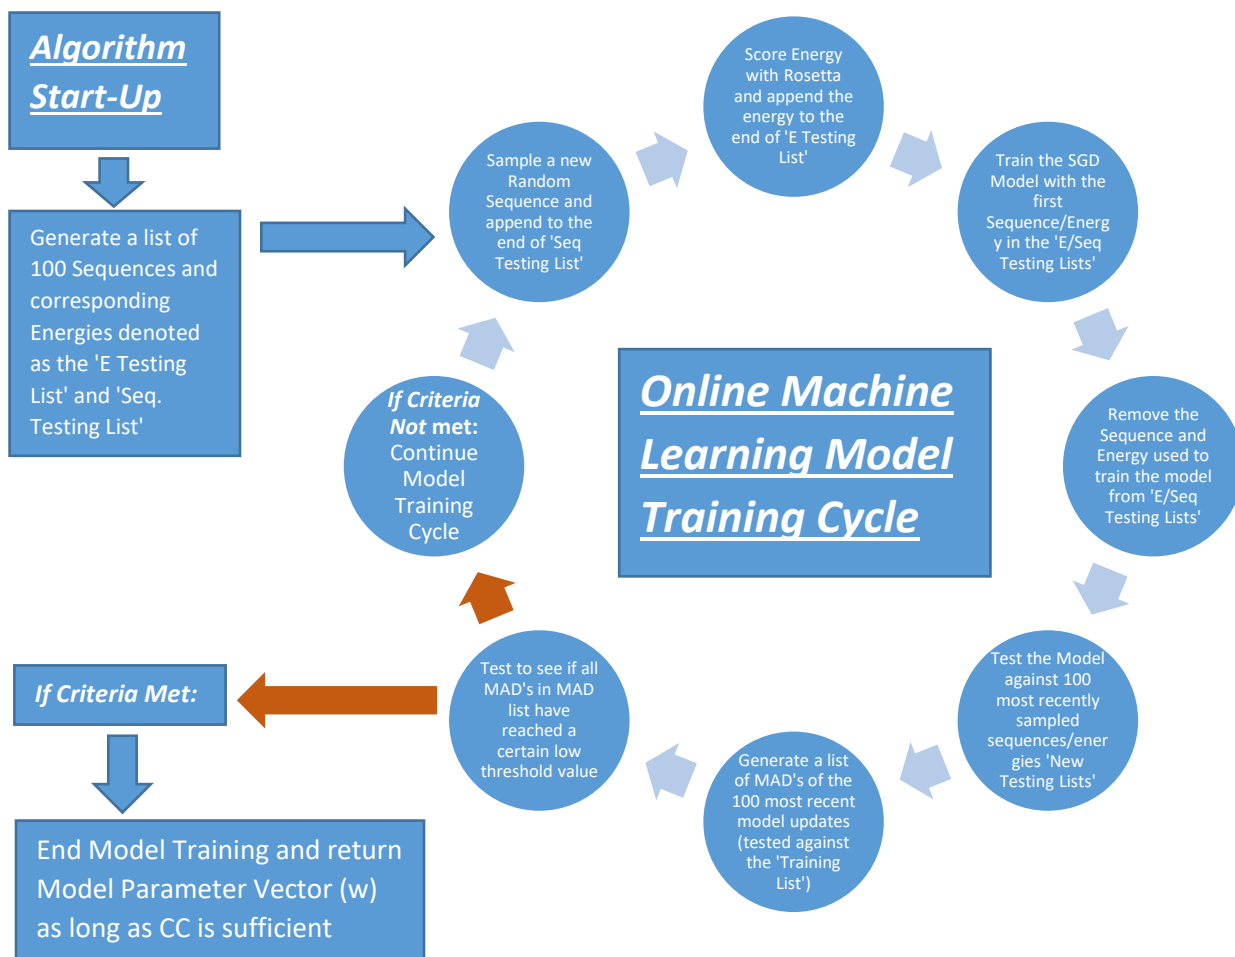 Algorithm
Start-Up
Generate a list of
100 Sequences and
corresponding
Energies denoted
as the 'E Testing
List' and 'Seq.
Testing List'
Sample a new
Random
Sequence and
append to the
end of 'Seq
Testing List'
Score Energy
with Rosetta
and append the
energy to the
end of 'E Testing
List'
Train the SGD
Model with the
first
Sequence/Energ
y in the 'E/Seq
Testing Lists'
Remove the
Sequence and
Energy used to
train the model
from 'E/Seq
Testing Lists'
Test the Model
against 100
most recently
sampled
sequences/ener
gies 'New
Testing Lists'
Generate a list
of MAD's of the
100 most recent
model updates
(tested against
the 'Training
List')
Test to see if all
MAD's in MAD
list have
reached a
certain low
threshold value
If Criteria
Not met:
Continue
Model
Training
Cycle
Online Machine
Learning Model
Training Cycle
If Criteria Met:
End Model Training and return
Model Parameter Vector (w)
as long as CC is sufficient